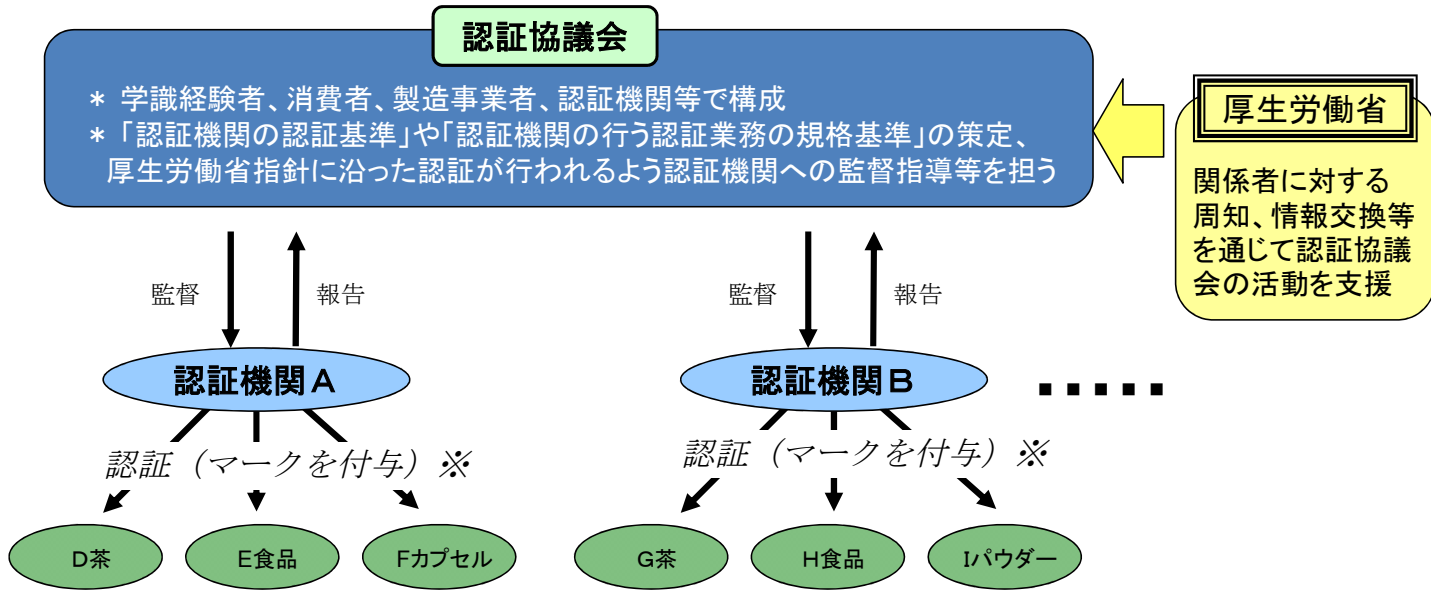 認証協議会
* 学識経験者、消費者、製造事業者、認証機関等で構成
* 「認証機関の認証基準」や「認証機関の行う認証業務の規格基準」の策定、
厚生労働省指針に沿った認証が行われるよう認証機関への監督指導等を担う
厚生労働省
関係者に対する
周知、情報交換等
を通じて認証協議
会の活動を支援
監督
報告
監督
報告
認証機関A
認証機関B
・・・・・
認証（マークを付与）※
認証（マークを付与）※
D茶
E食品
Fカプセル
G茶
H食品
Iパウダー